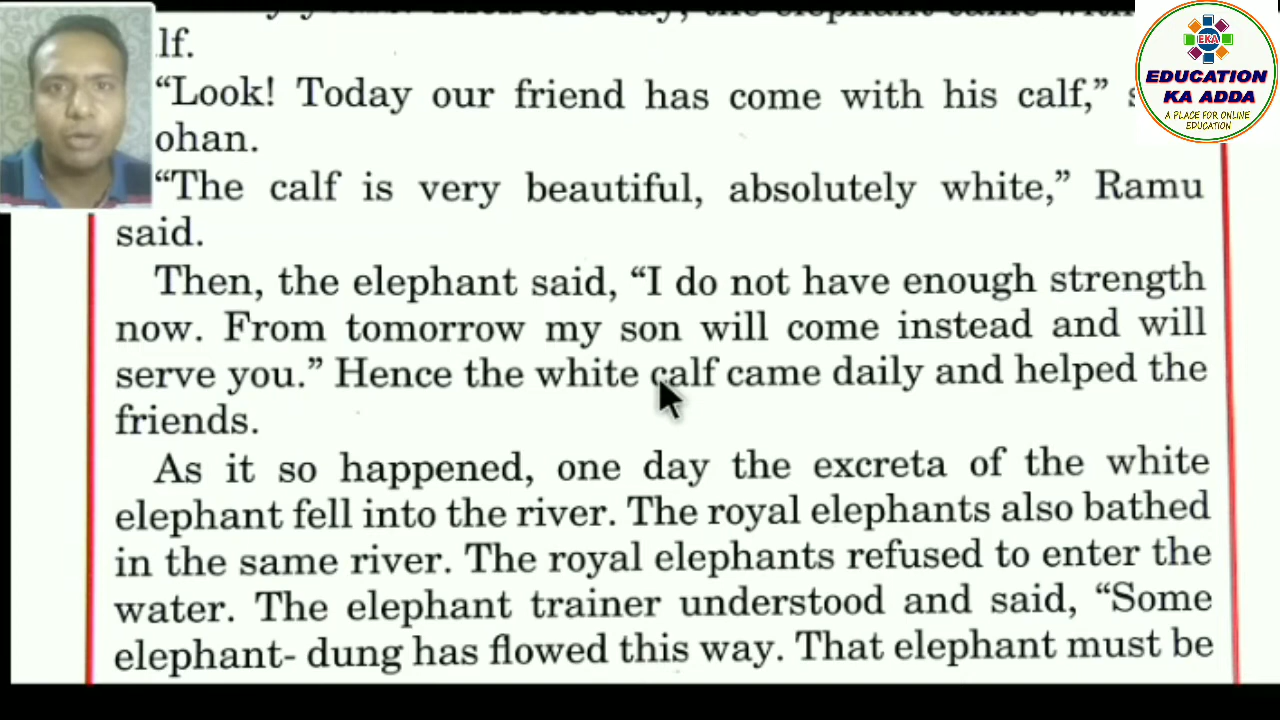 lf.
“Look! Today our friend has come with his calf,”
ohan.
“The calf is very beautiful, absolutely white,” Ramu
said.
Then, the elephant said, “I do not have enough strength
now. From tomorrow my son will come instead and will
serve you.” Hence the white calf came daily and helped the
friends.
As it so happened, one day the excreta of the white
elephant fell into the river. The royal elephants also bathed
in the same river. The royal elephants refused to enter the
water. The elephant trainer understood and said, “Some
elephant- dung has flowed this way. That elephant must be
EKA
EDUCATION
KA ADDA
A PLACE FOR ONLINE
EDUCATION